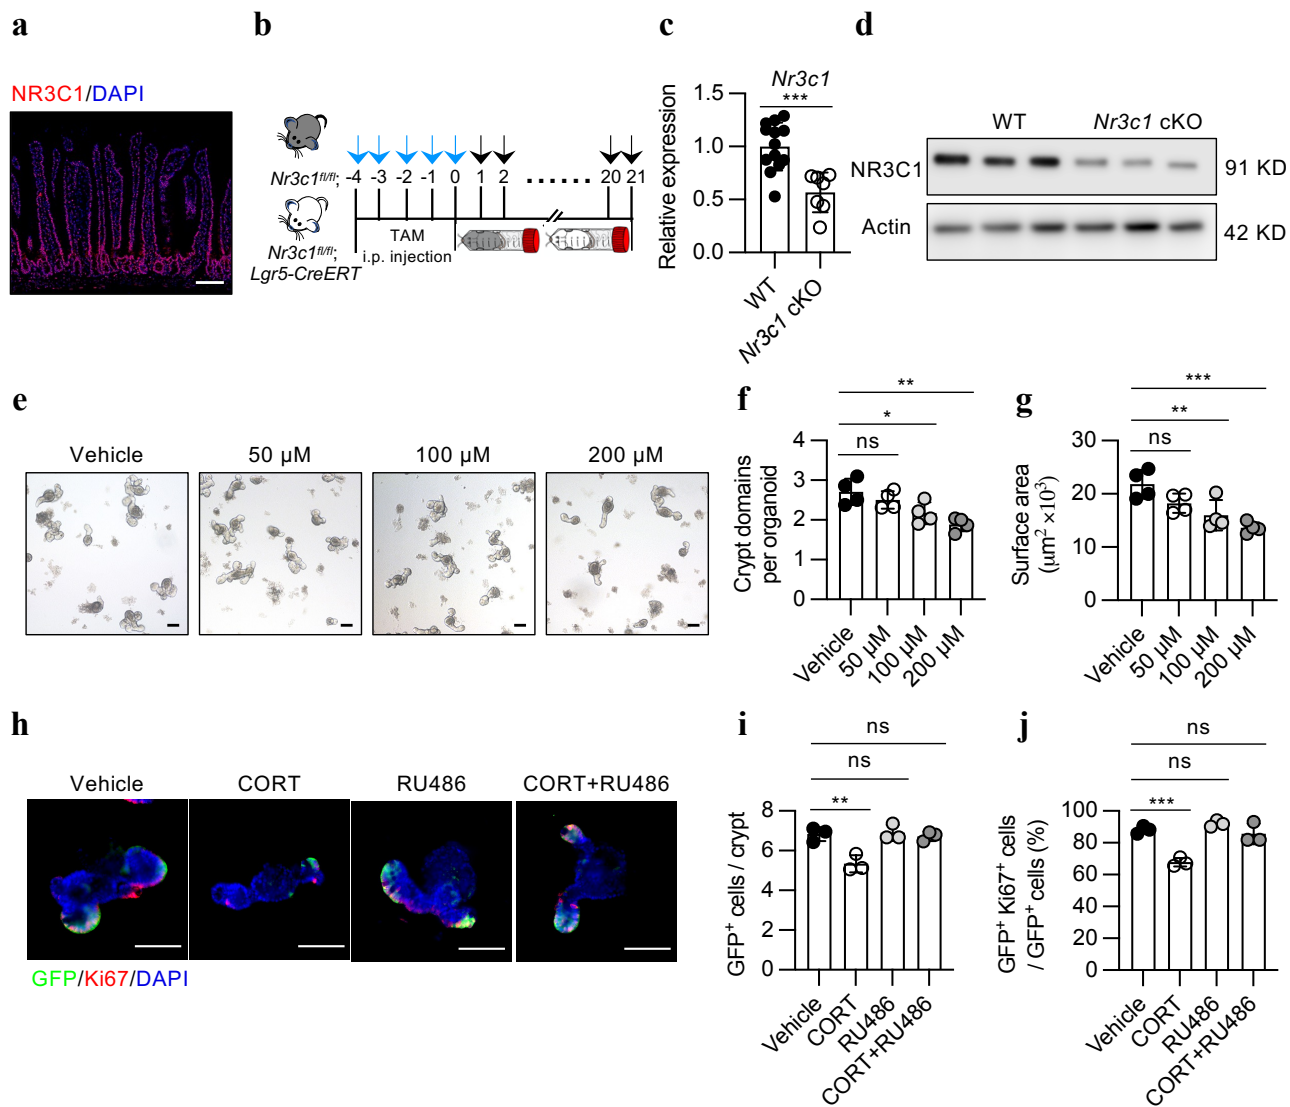 a
NR3C1/DAPI
b
Nr3c1fl/fl;
-4 -3 -2 -1 0 1 2 ...... 20 21
TAM
i.p. injection
Nr3c1fl/fl;
Lgr5-CreERT
c
Nr3c1
***
Relative expression
1.5
1.0
0.5
0.0
WT
Nr3c1 cKO
d
WT Nr3c1 cKO
NR3C1 91 KD
Actin 42 KD
e
Vehicle 50 μM 100 μM 200 μM
f
**
*
ns
Crypt domains
per organoid
4
3
2
1
0
Vehicle
50 μM
100 μM
200 μM
g
***
**
ns
Surface area
(μm² ×10³)
30
20
10
0
Vehicle
50 μM
100 μM
200 μM
h
Vehicle CORT RU486 CORT+RU486
GFP/Ki67/DAPI
i
ns
ns
**
GFP⁺ cells / crypt
8
6
4
2
0
Vehicle
CORT
RU486
CORT+RU486
j
ns
ns
***
GFP⁺ Ki67⁺ cells
/ GFP⁺ cells (%)
100
80
60
40
20
0
Vehicle
CORT
RU486
CORT+RU486